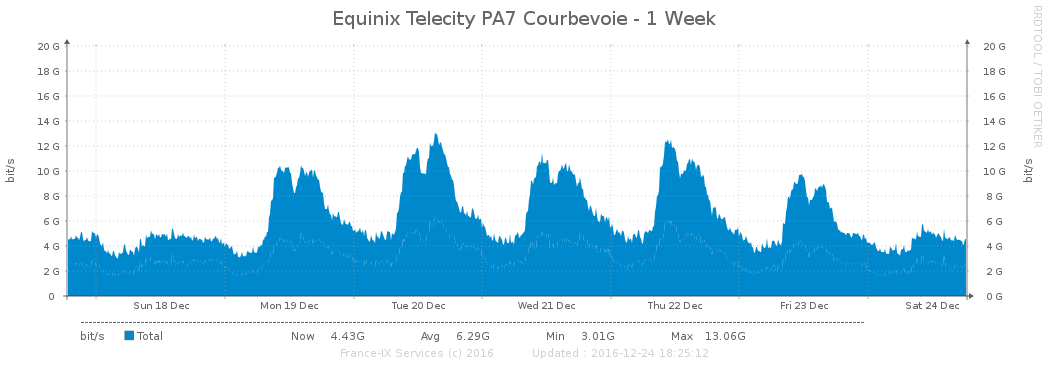 Equinix Telecity PA7 Courbevoie - 1 Week
RRDTOOL / TOBI OETIKER
bit/s
20 G 20 G
18 G 18 G
16 G 16 G
14 G 14 G
12 G 12 G
10 G 10 G
8 G 8 G
6 G 6 G
4 G 4 G
2 G 2 G
0 0 G
bit/s
Sun 18 Dec Mon 19 Dec Tue 20 Dec Wed 21 Dec Thu 22 Dec Fri 23 Dec Sat 24 Dec
bit/s Total Now 4.43G Avg 6.29G Min 3.01G Max 13.06G
France-IX Services (c) 2016 Updated : 2016-12-24 18:25:12